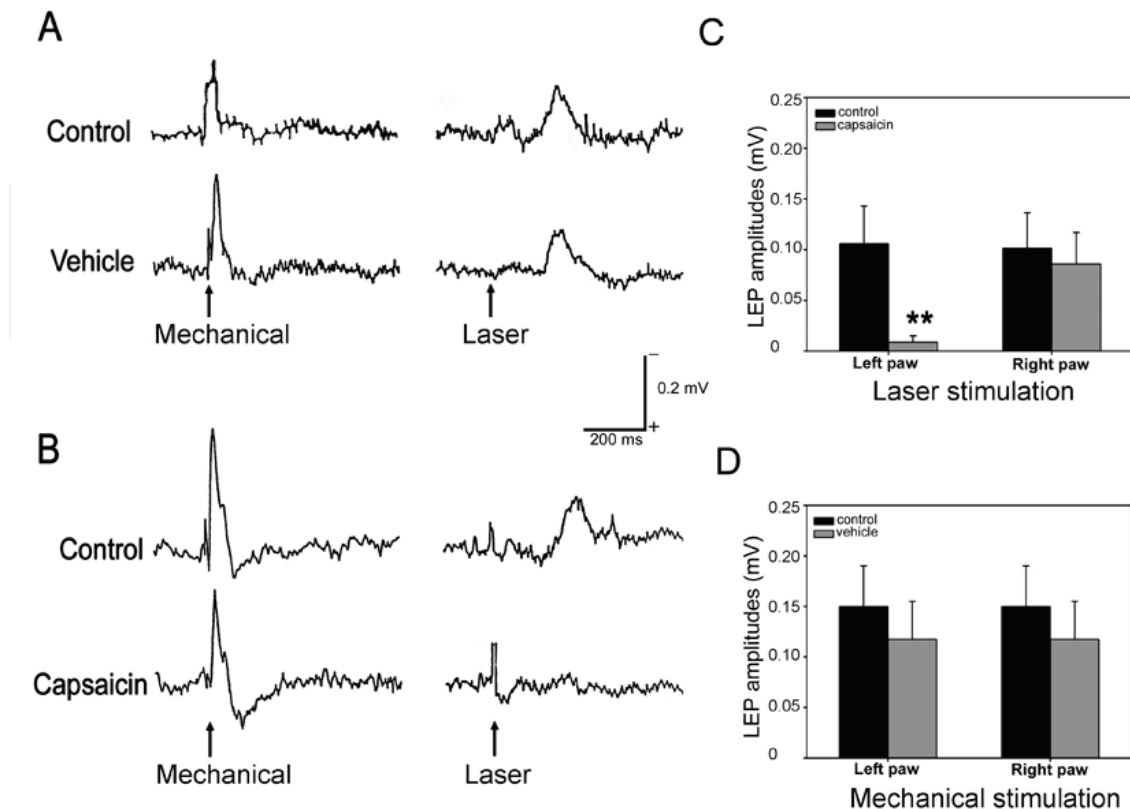 A
Control
Vehicle
Mechanical
Laser
−
0.2 mV
+
200 ms
B
Control
Capsaicin
Mechanical
Laser
C
LEP amplitudes (mV)
0.25
0.20
0.15
0.10
0.05
0
control
capsaicin
**
Left paw Right paw
Laser stimulation
D
LEP amplitudes (mV)
0.25
0.20
0.15
0.10
0.05
0
control
vehicle
Left paw Right paw
Mechanical stimulation